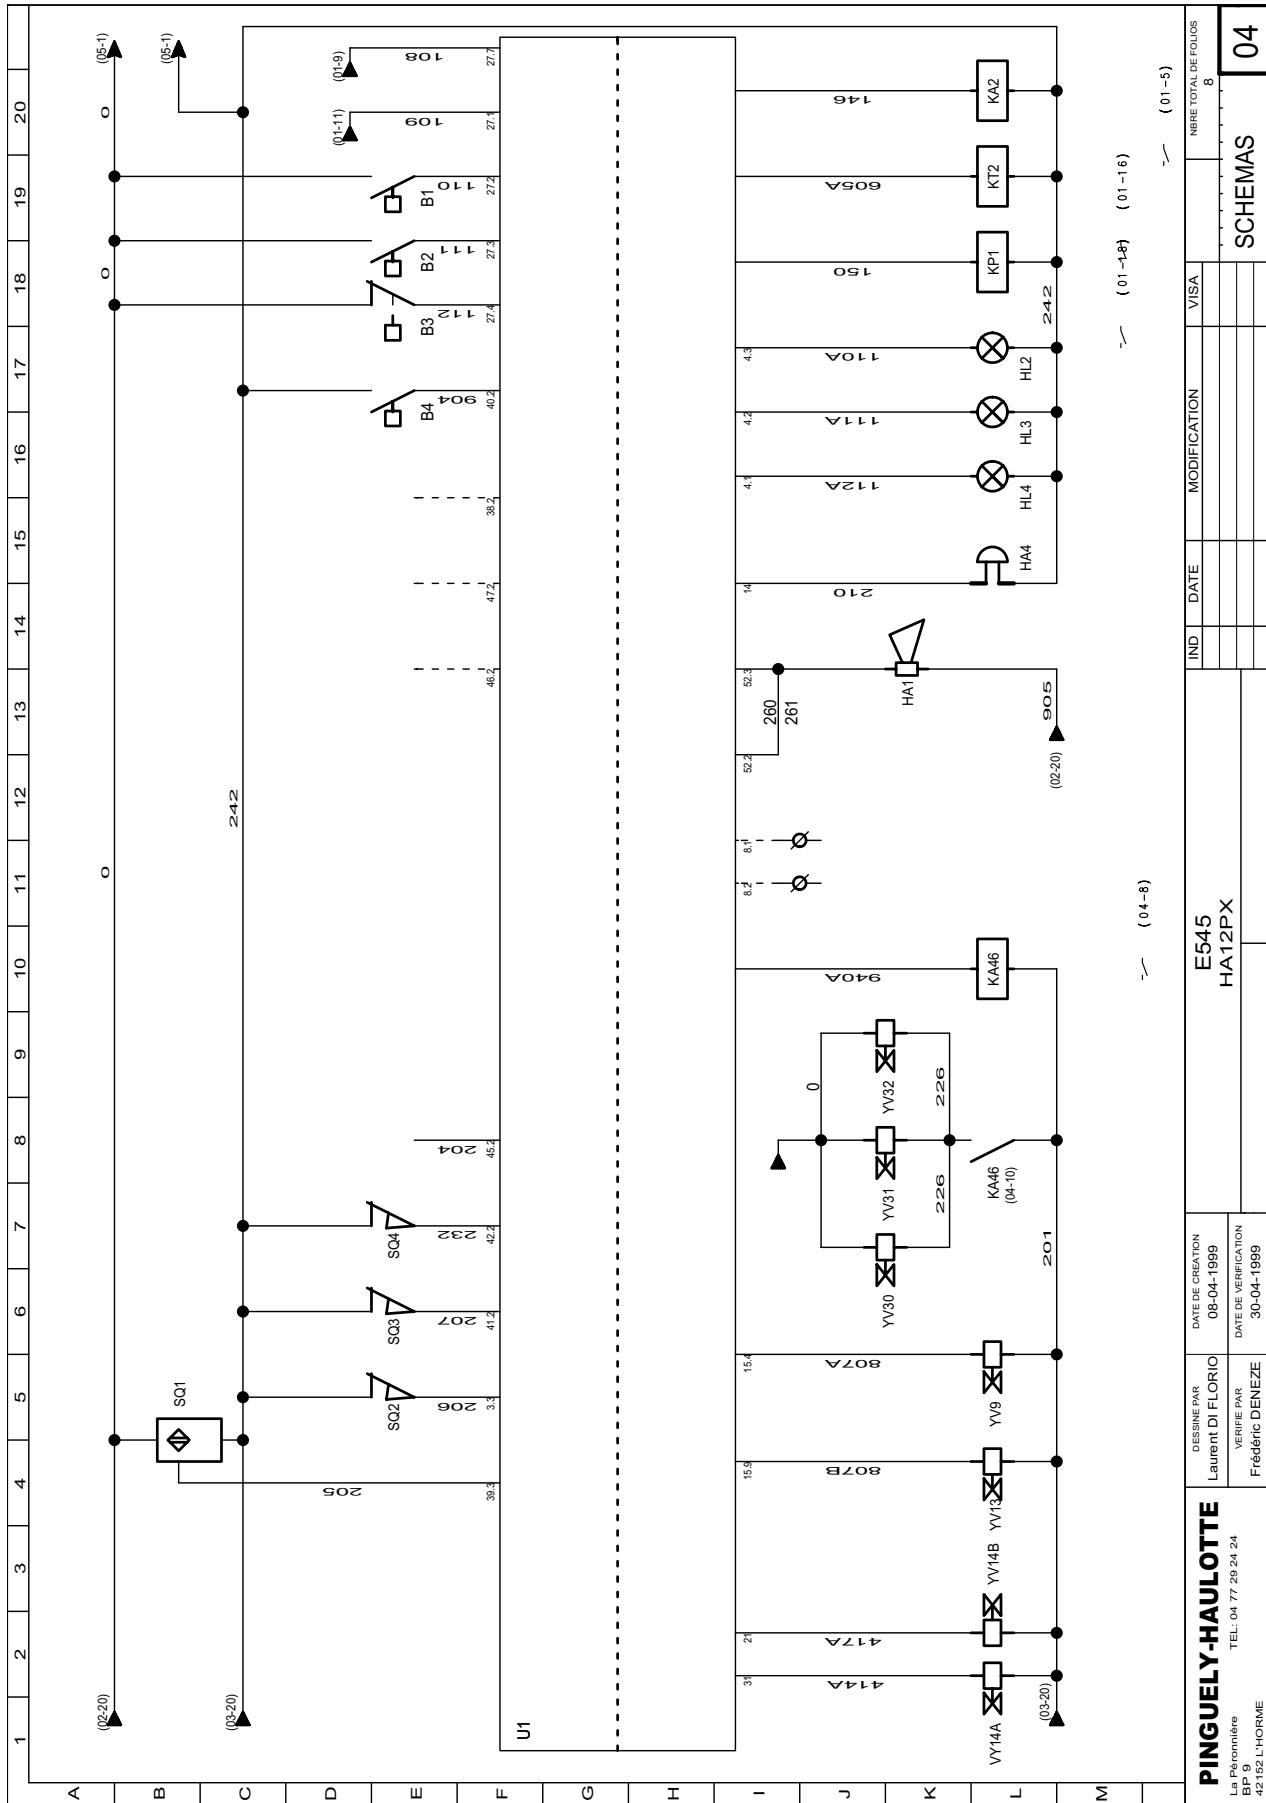 1 2 3 4 5 6 7 8 9 10 11 12 13 14 15 16 17 18 19 20
A
B
C
D
E
F
G
H
I
J
K
L
M
(02-20) 0 0 0 (05-1)
(03-20) 242 (05-1)
SQ1
205 39.3
SQ2 206 3.3
SQ3 207 41.2
SQ4 232 42.2
204 45.2
46.2
47.2
38.2
B4 904 40.2
B3 112 27.4
B2 111 27.3
B1 110 27.2
(01-11) 109 27.1
(01-9) 108 27.7
U1
31 414A VY14A
21 417A YV14B
15.9 807B YV13
15.4 807A YV9
(03-20) 201
YV30 YV31 YV32
0
226 226
KA46
(04-10)
940A KA46
(04-8)
8.2
8.1
52.2
52.3
260
261
HA1
905
(02-20)
14 210 HA4
4.1 112A HL4
4.2 111A HL3
4.3 110A HL2
242
150 KP1
605A KT2
146 KA2
(01-18)
(01-16)
(01-5)
PINGUELY-HAULOTTE
La Péronnière
BP 9
42152 L'HORME
TEL: 04 77 29 24 24
DESSINE PAR
Laurent DI FLORIO
VERIFIE PAR
Frédéric DENEZE
DATE DE CREATION
08-04-1999
DATE DE VERIFICATION
30-04-1999
E545
HA12PX
IND DATE MODIFICATION VISA
SCHEMAS
NBRE TOTAL DE FOLIOS
8
04